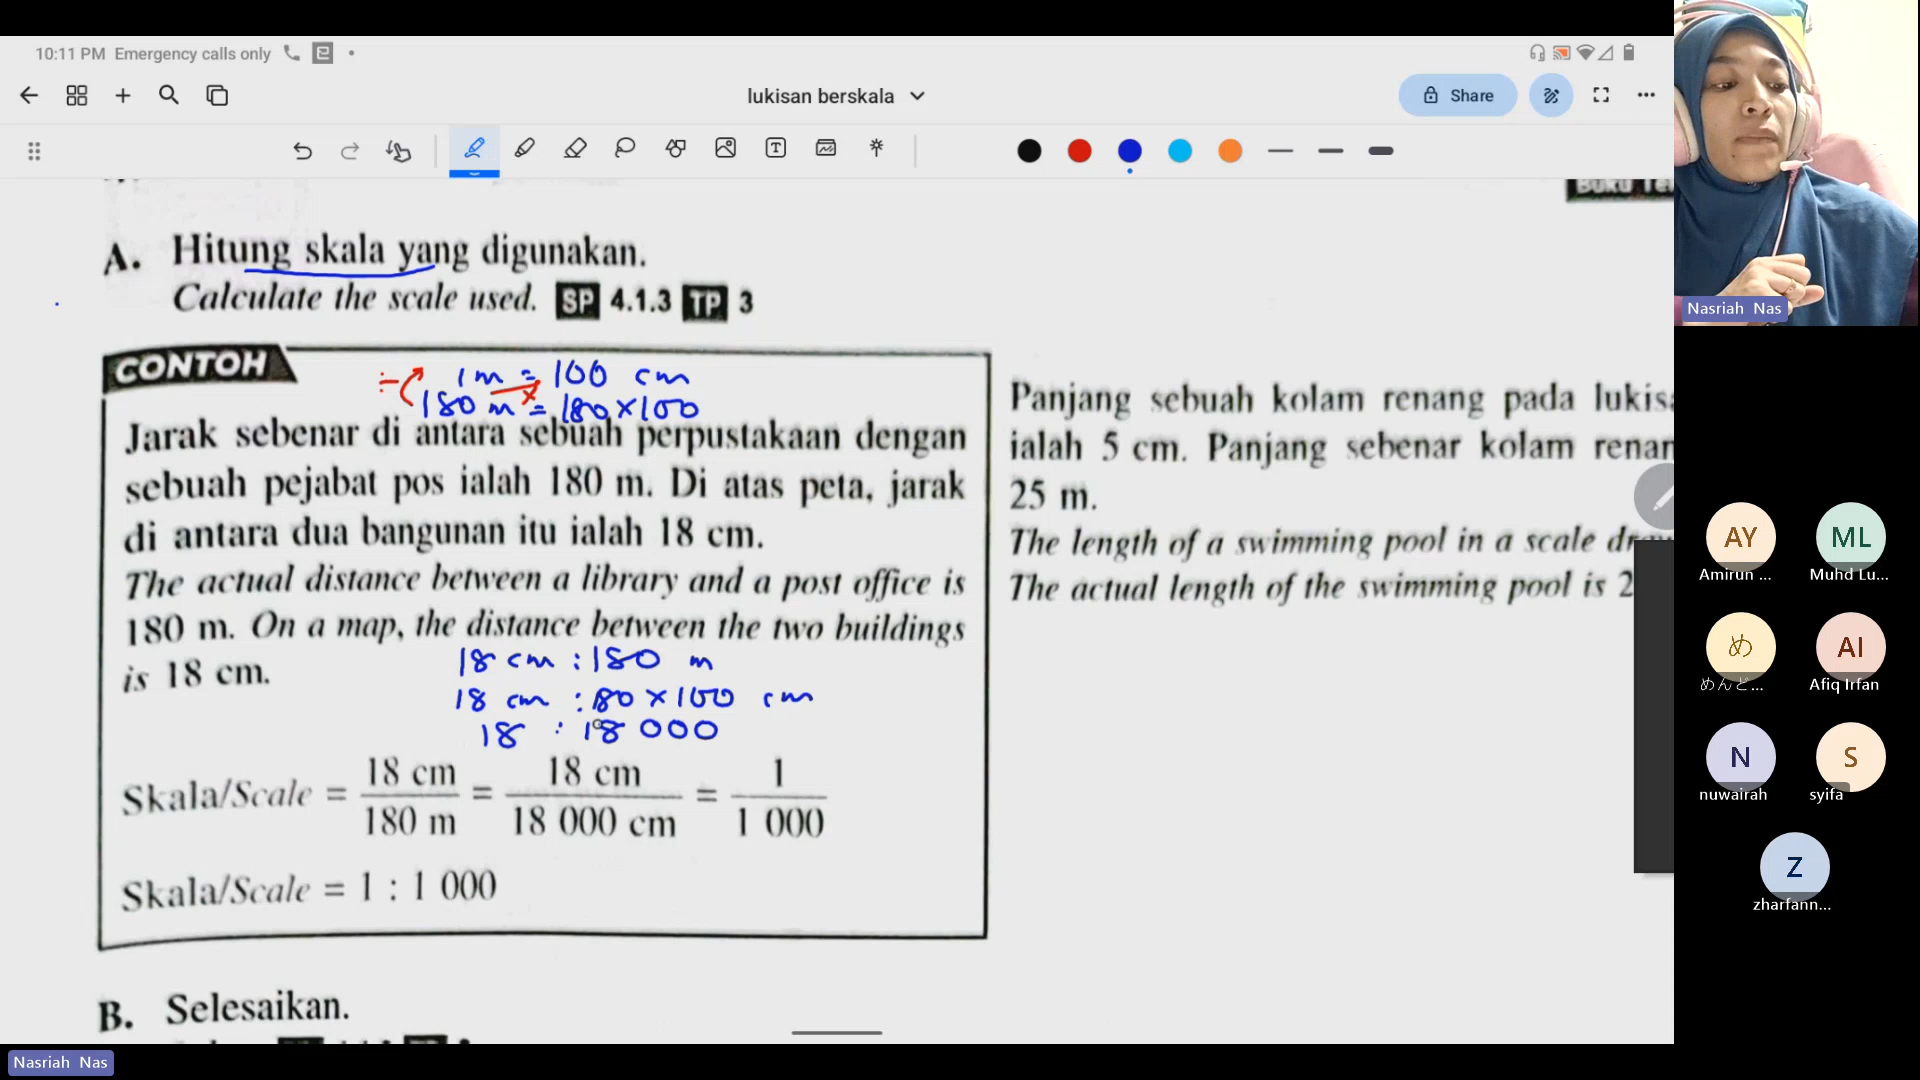 10:11 PM Emergency calls only
lukisan berskala
Share
Buku
A. Hitung skala yang digunakan.
Calculate the scale used. SP 4.1.3 TP 3
CONTOH
÷ 1 m = 100 cm
180 m = 180 × 100
x
Jarak sebenar di antara sebuah perpustakaan dengan
sebuah pejabat pos ialah 180 m. Di atas peta, jarak
di antara dua bangunan itu ialah 18 cm.
The actual distance between a library and a post office is
180 m. On a map, the distance between the two buildings
is 18 cm.
18 cm : 180 m
18 cm : 180 × 100 cm
18 : 18 000
Skala/Scale = 18 cm / 180 m = 18 cm / 18 000 cm = 1 / 1 000
Skala/Scale = 1 : 1 000
Panjang sebuah kolam renang pada
ialah 5 cm. Panjang sebenar kolam
25 m.
The length of a swimming pool in a scale
The actual length of the swimming pool is
B. Selesaikan.
Nasriah Nas
AY
Amirun ...
ML
Muhd Lu...
め
めんど...
AI
Afiq Irfan
N
nuwairah
S
syifa
Z
zharfann...
Nasriah Nas